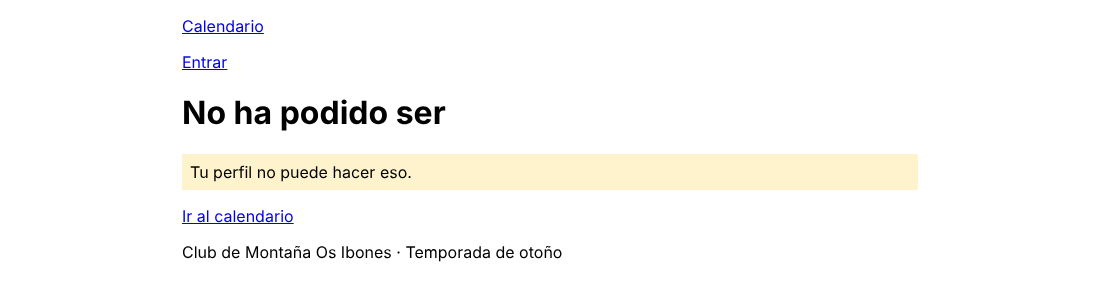 Calendario
Entrar
No ha podido ser
Tu perfil no puede hacer eso.
Ir al calendario
Club de Montaña Os Ibones · Temporada de otoño